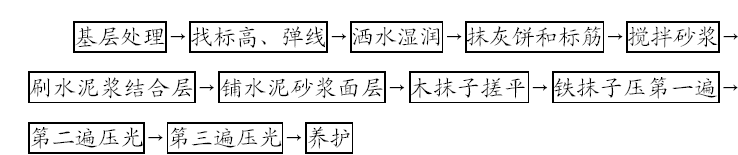 基层处理→找标高、弹线→洒水湿润→抹灰饼和标筋→搅拌砂浆→
刷水泥浆结合层→铺水泥砂浆面层→木抹子搓平→铁抹子压第一遍→
第二遍压光→第三遍压光→养护